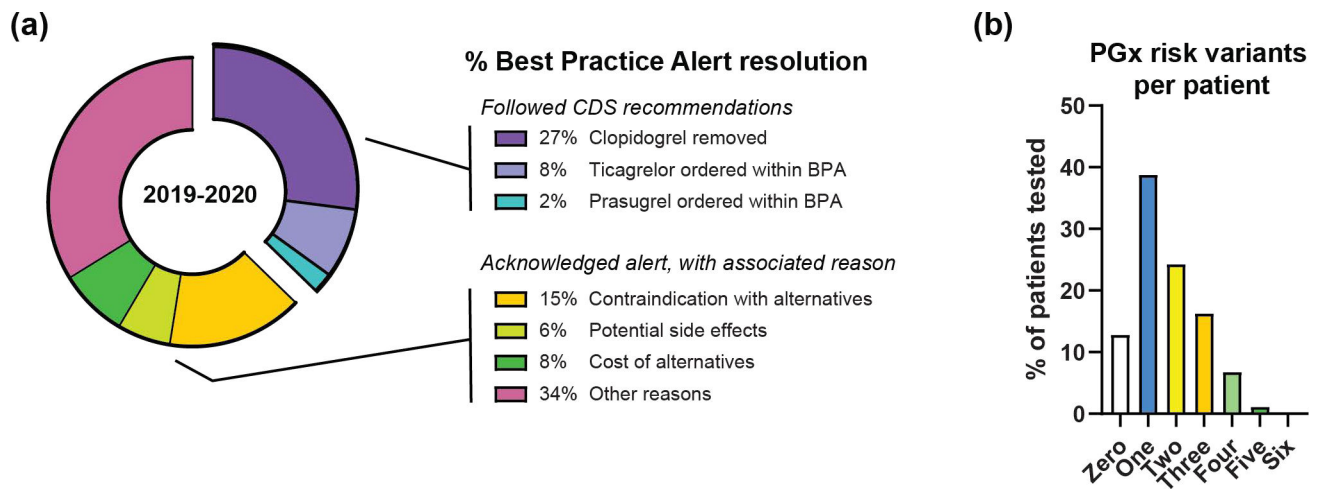 (a)
2019-2020
% Best Practice Alert resolution
Followed CDS recommendations
27% Clopidogrel removed
8% Ticagrelor ordered within BPA
2% Prasugrel ordered within BPA
Acknowledged alert, with associated reason
15% Contraindication with alternatives
6% Potential side effects
8% Cost of alternatives
34% Other reasons
(b)
PGx risk variants
per patient
% of patients tested
50
40
30
20
10
0
Zero
One
Two
Three
Four
Five
Six